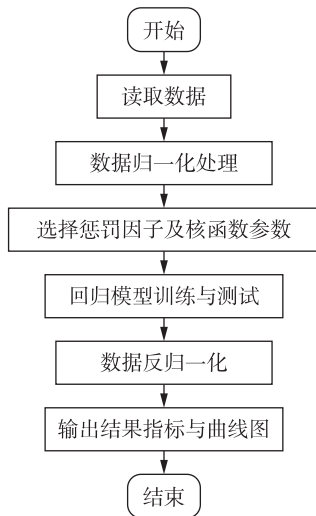 开始
读取数据
数据归一化处理
选择惩罚因子及核函数参数
回归模型训练与测试
数据反归一化
输出结果指标与曲线图
结束